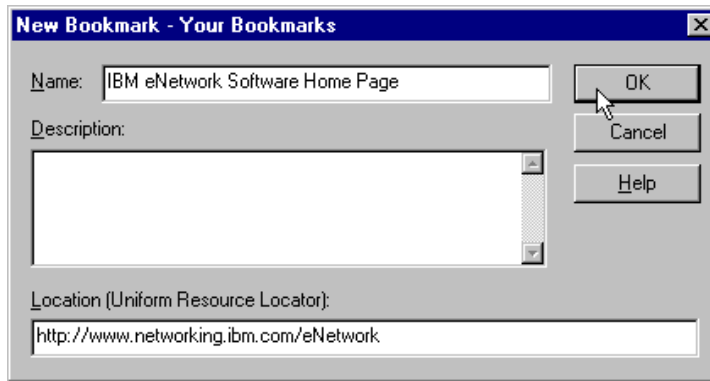 New Bookmark - Your Bookmarks
Name: IBM eNetwork Software Home Page
OK
Description:
Cancel
Help
Location (Uniform Resource Locator):
http://www.networking.ibm.com/eNetwork